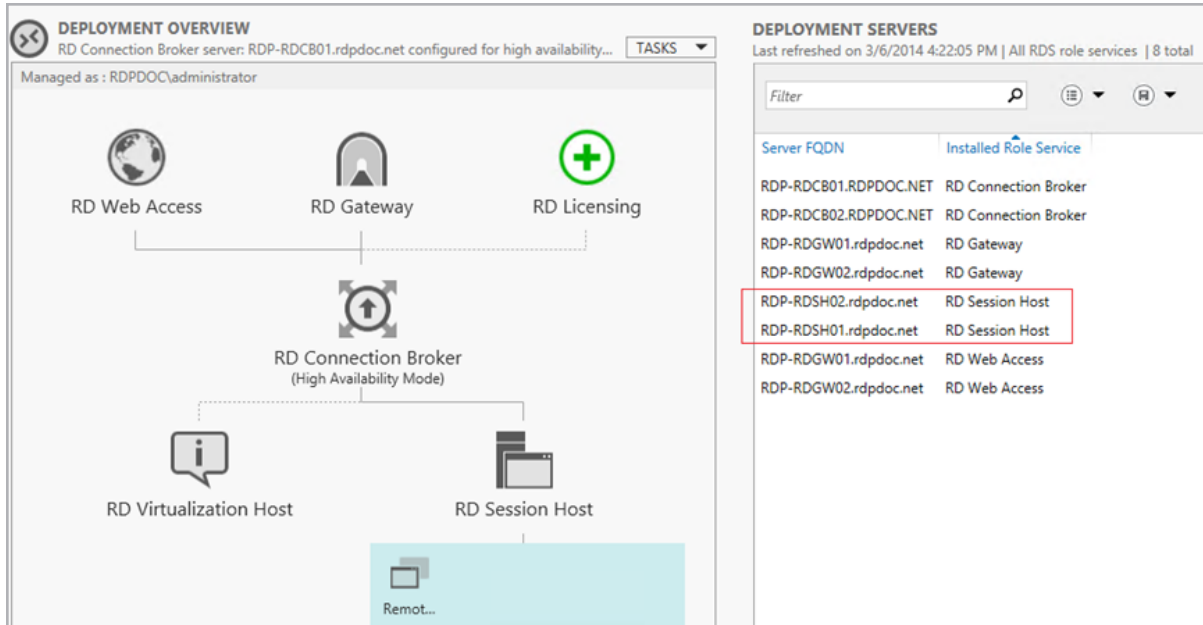 DEPLOYMENT OVERVIEW
RD Connection Broker server: RDP-RDCB01.rdpdoc.net configured for high availability...
TASKS
Managed as : RDPDOC\administrator
RD Web Access
RD Gateway
RD Licensing
RD Connection Broker
(High Availability Mode)
RD Virtualization Host
RD Session Host
Remot...
DEPLOYMENT SERVERS
Last refreshed on 3/6/2014 4:22:05 PM | All RDS role services | 8 total
Filter
Server FQDN Installed Role Service
RDP-RDCB01.RDPDOC.NET RD Connection Broker
RDP-RDCB02.RDPDOC.NET RD Connection Broker
RDP-RDGW01.rdpdoc.net RD Gateway
RDP-RDGW02.rdpdoc.net RD Gateway
RDP-RDSH02.rdpdoc.net RD Session Host
RDP-RDSH01.rdpdoc.net RD Session Host
RDP-RDGW01.rdpdoc.net RD Web Access
RDP-RDGW02.rdpdoc.net RD Web Access